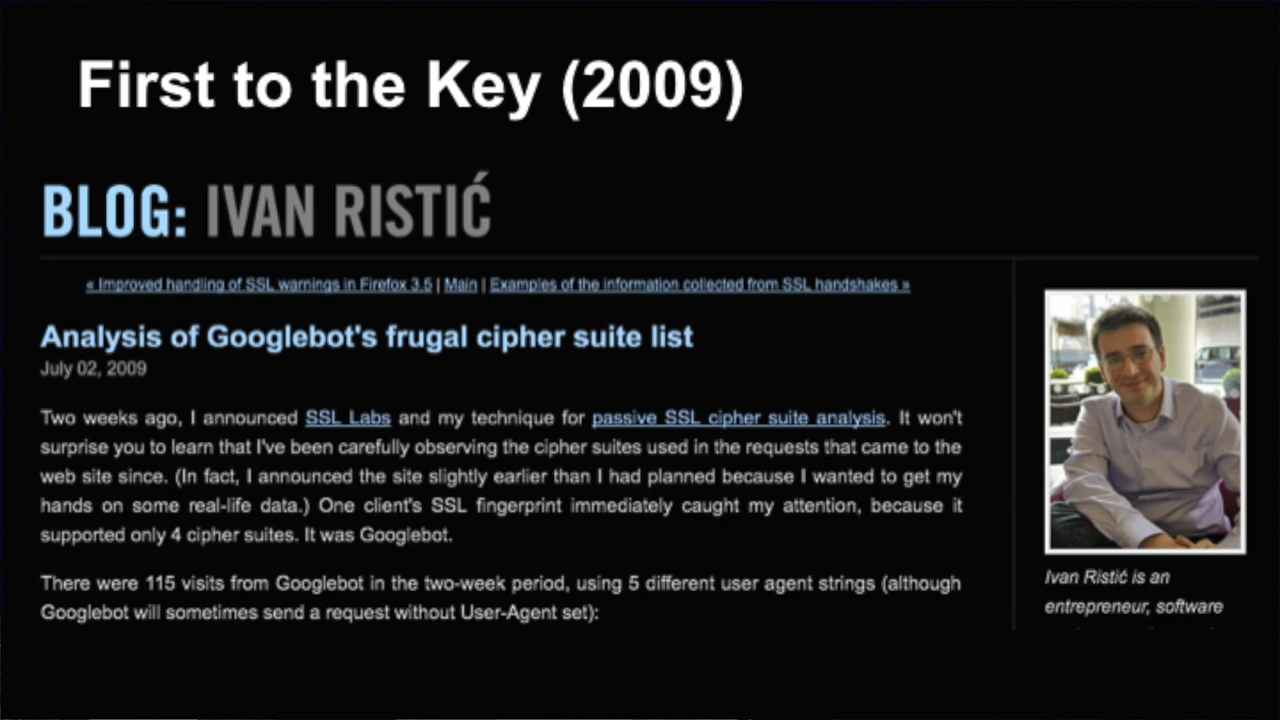 First to the Key (2009)
BLOG: IVAN RISTIĆ
« Improved handling of SSL warnings in Firefox 3.5 | Main | Examples of the information collected from SSL handshakes »
Analysis of Googlebot's frugal cipher suite list
July 02, 2009
Two weeks ago, I announced SSL Labs and my technique for passive SSL cipher suite analysis. It won't
surprise you to learn that I've been carefully observing the cipher suites used in the requests that came to the
web site since. (In fact, I announced the site slightly earlier than I had planned because I wanted to get my
hands on some real-life data.) One client's SSL fingerprint immediately caught my attention, because it
supported only 4 cipher suites. It was Googlebot.
There were 115 visits from Googlebot in the two-week period, using 5 different user agent strings (although
Googlebot will sometimes send a request without User-Agent set):
Ivan Ristić is an
entrepreneur, software